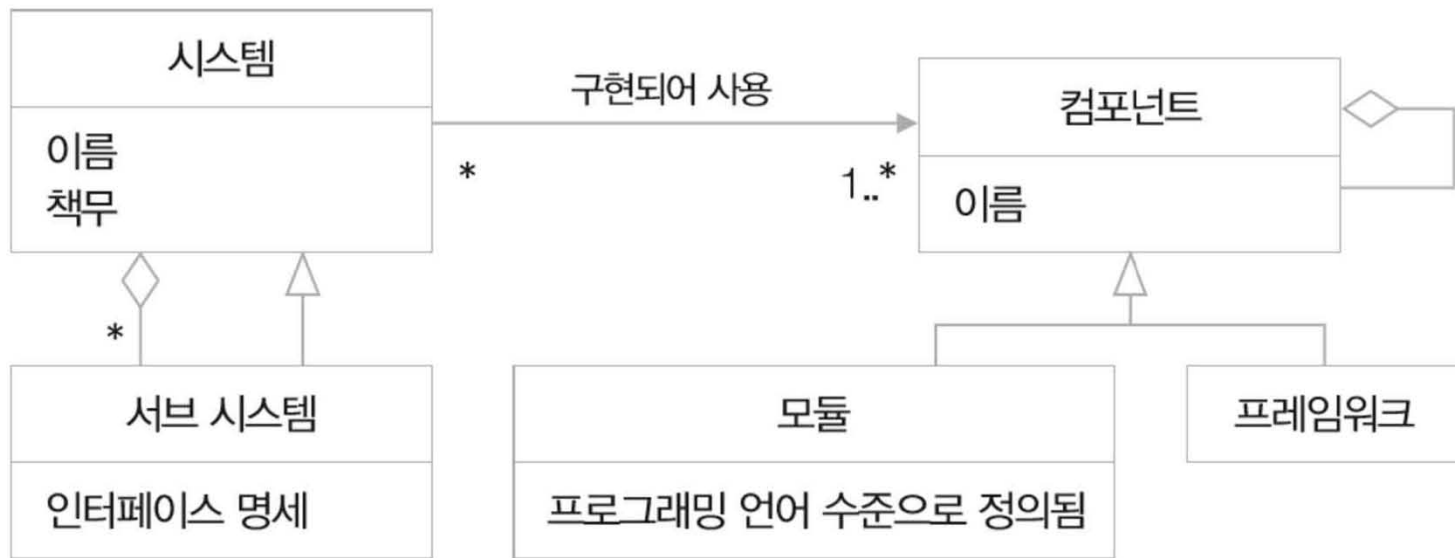 시스템
이름
책무
구현되어 사용
*
1..*
컴포넌트
이름
*
서브 시스템
인터페이스 명세
모듈
프로그래밍 언어 수준으로 정의됨
프레임워크